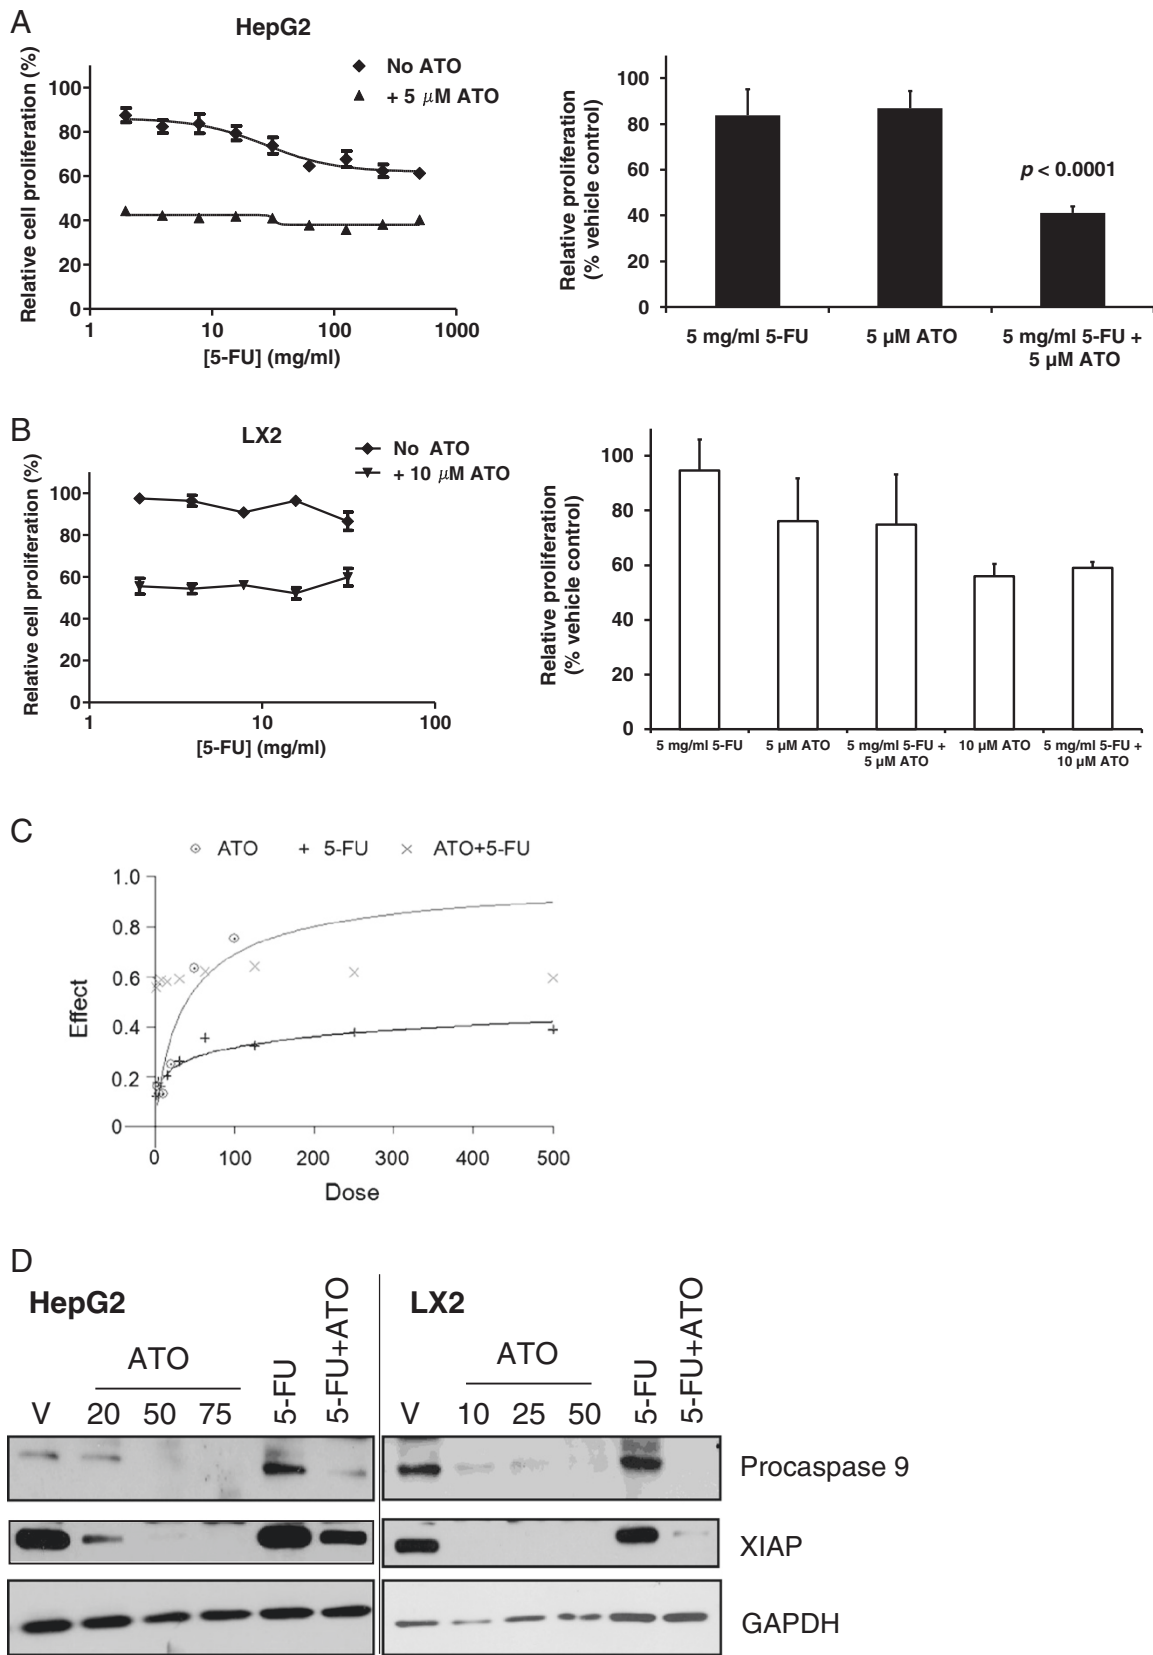 A
HepG2
Relative cell proliferation (%)
100
80
60
40
20
0
1
10
100
1000
[5-FU] (mg/ml)
No ATO
+ 5 μM ATO
Relative proliferation
(% vehicle control)
100
80
60
40
20
0
p < 0.0001
5 mg/ml 5-FU
5 μM ATO
5 mg/ml 5-FU +
5 μM ATO
B
LX2
Relative cell proliferation (%)
100
80
60
40
20
0
1
10
100
[5-FU] (mg/ml)
No ATO
+ 10 μM ATO
Relative proliferation
(% vehicle control)
100
80
60
40
20
0
5 mg/ml 5-FU
5 μM ATO
5 mg/ml 5-FU +
5 μM ATO
10 μM ATO
5 mg/ml 5-FU +
10 μM ATO
C
ATO
5-FU
ATO+5-FU
Effect
1.0
0.8
0.6
0.4
0.2
0
0
100
200
300
400
500
Dose
D
HepG2
ATO
V
20
50
75
5-FU
5-FU+ATO
LX2
ATO
V
10
25
50
5-FU
5-FU+ATO
Procaspase 9
XIAP
GAPDH